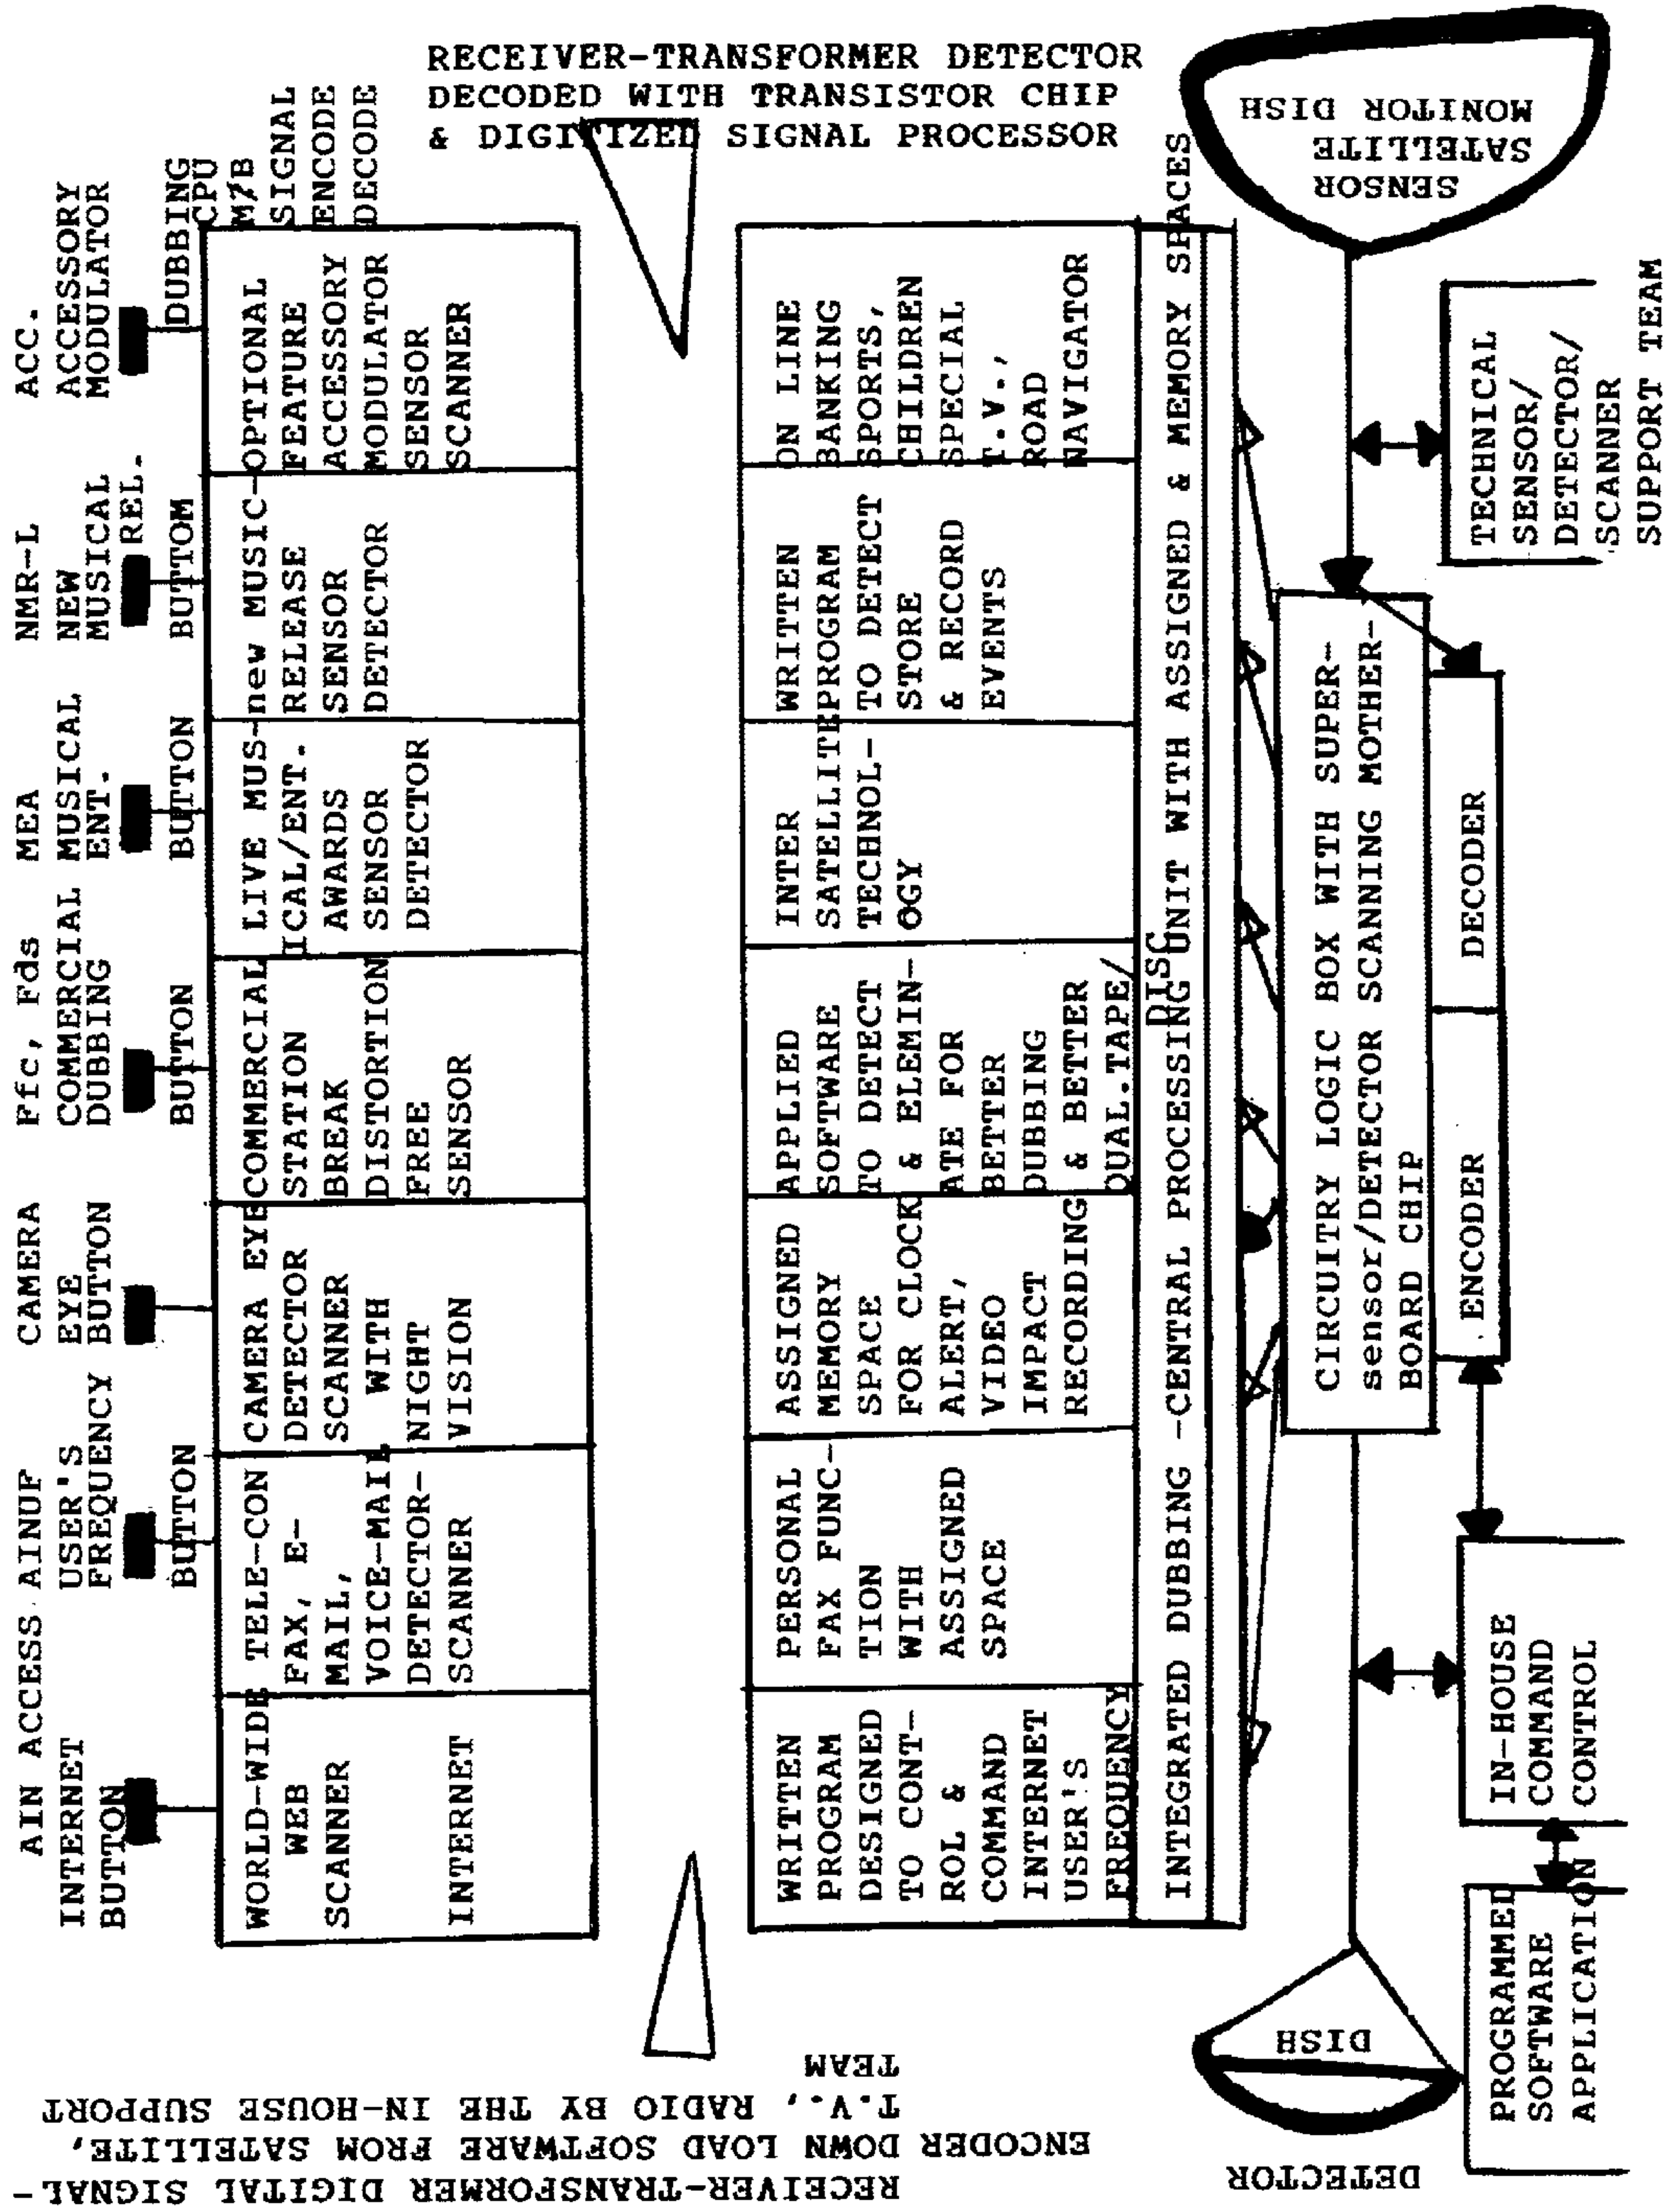 RECEIVER-TRANSFORMER DETECTOR
DECODED WITH TRANSISTOR CHIP
& DIGITIZED SIGNAL PROCESSOR
AIN ACCESS
INTERNET
BUTTON
AINUF
USER'S
FREQUENCY
BUTTON
CAMERA
EYE
BUTTON
Ffc, Fds
COMMERCIAL
DUBBING
BUTTON
MEA
MUSICAL
ENT.
BUTTON
NMR-L
NEW
MUSICAL
REL.
BUTTOM
ACC.
ACCESSORY
MODULATOR
DUBBING
CPU
M/B
SIGNAL
ENCODE
DECODE
WORLD-WIDE
WEB
SCANNER
INTERNET
TELE-CON
FAX, E-
MAIL,
VOICE-MAIL
DETECTOR-
SCANNER
CAMERA EYE
DETECTOR
SCANNER
WITH
NIGHT
VISION
COMMERCIAL
STATION
BREAK
DISTORTION
FREE
SENSOR
LIVE MUS-
ICAL/ENT.
AWARDS
SENSOR
DETECTOR
new MUSIC-
RELEASE
SENSOR
DETECTOR
OPTIONAL
FEATURE
ACCESSORY
MODULATOR
SENSOR
SCANNER
WRITTEN
PROGRAM
DESIGNED
TO CONT-
ROL &
COMMAND
INTERNET
USER'S
FREQUENCY
PERSONAL
FAX FUNC-
TION
WITH
ASSIGNED
SPACE
ASSIGNED
MEMORY
SPACE
FOR CLOCK
ALERT,
VIDEO
IMPACT
RECORDING
APPLIED
SOFTWARE
TO DETECT
& ELEMIN-
ATE FOR
BETTER
DUBBING
& BETTER
QUAL.TAPE/
DISC
INTER
SATELLITE
TECHNOL-
OGY
WRITTEN
PROGRAM
TO DETECT
STORE
& RECORD
EVENTS
ON LINE
BANKING
SPORTS,
CHILDREN
SPECIAL
T.V.,
ROAD
NAVIGATOR
INTEGRATED DUBBING -CENTRAL PROCESSING UNIT WITH ASSIGNED & MEMORY SPACES
CIRCUITRY LOGIC BOX WITH SUPER-
sensor/DETECTOR SCANNING MOTHER-
BOARD CHIP
ENCODER
DECODER
SENSOR
SATELLITE
MONITOR DISH
TECHNICAL
SENSOR/
DETECTOR/
SCANNER
SUPPORT TEAM
IN-HOUSE
COMMAND
CONTROL
PROGRAMMED
SOFTWARE
APPLICATION
DETECTOR
DISH
RECEIVER-TRANSFORMER DIGITAL SIGNAL-
ENCODER DOWN LOAD SOFTWARE FROM SATELLITE,
T.V., RADIO BY THE IN-HOUSE SUPPORT
TEAM